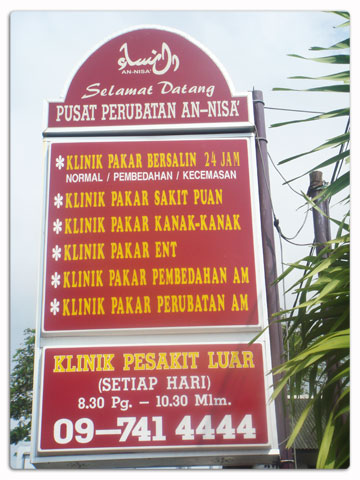 النساء
AN-NISA'
Selamat Datang
PUSAT PERUBATAN AN-NISA'
*KLINIK PAKAR BERSALIN 24 JAM
NORMAL / PEMBEDAHAN / KECEMASAN
*KLINIK PAKAR SAKIT PUAN
*KLINIK PAKAR KANAK-KANAK
*KLINIK PAKAR ENT
*KLINIK PAKAR PEMBEDAHAN AM
*KLINIK PAKAR PERUBATAN AM
KLINIK PESAKIT LUAR
(SETIAP HARI)
8.30 Pg. – 10.30 Mlm.
09–741 4444